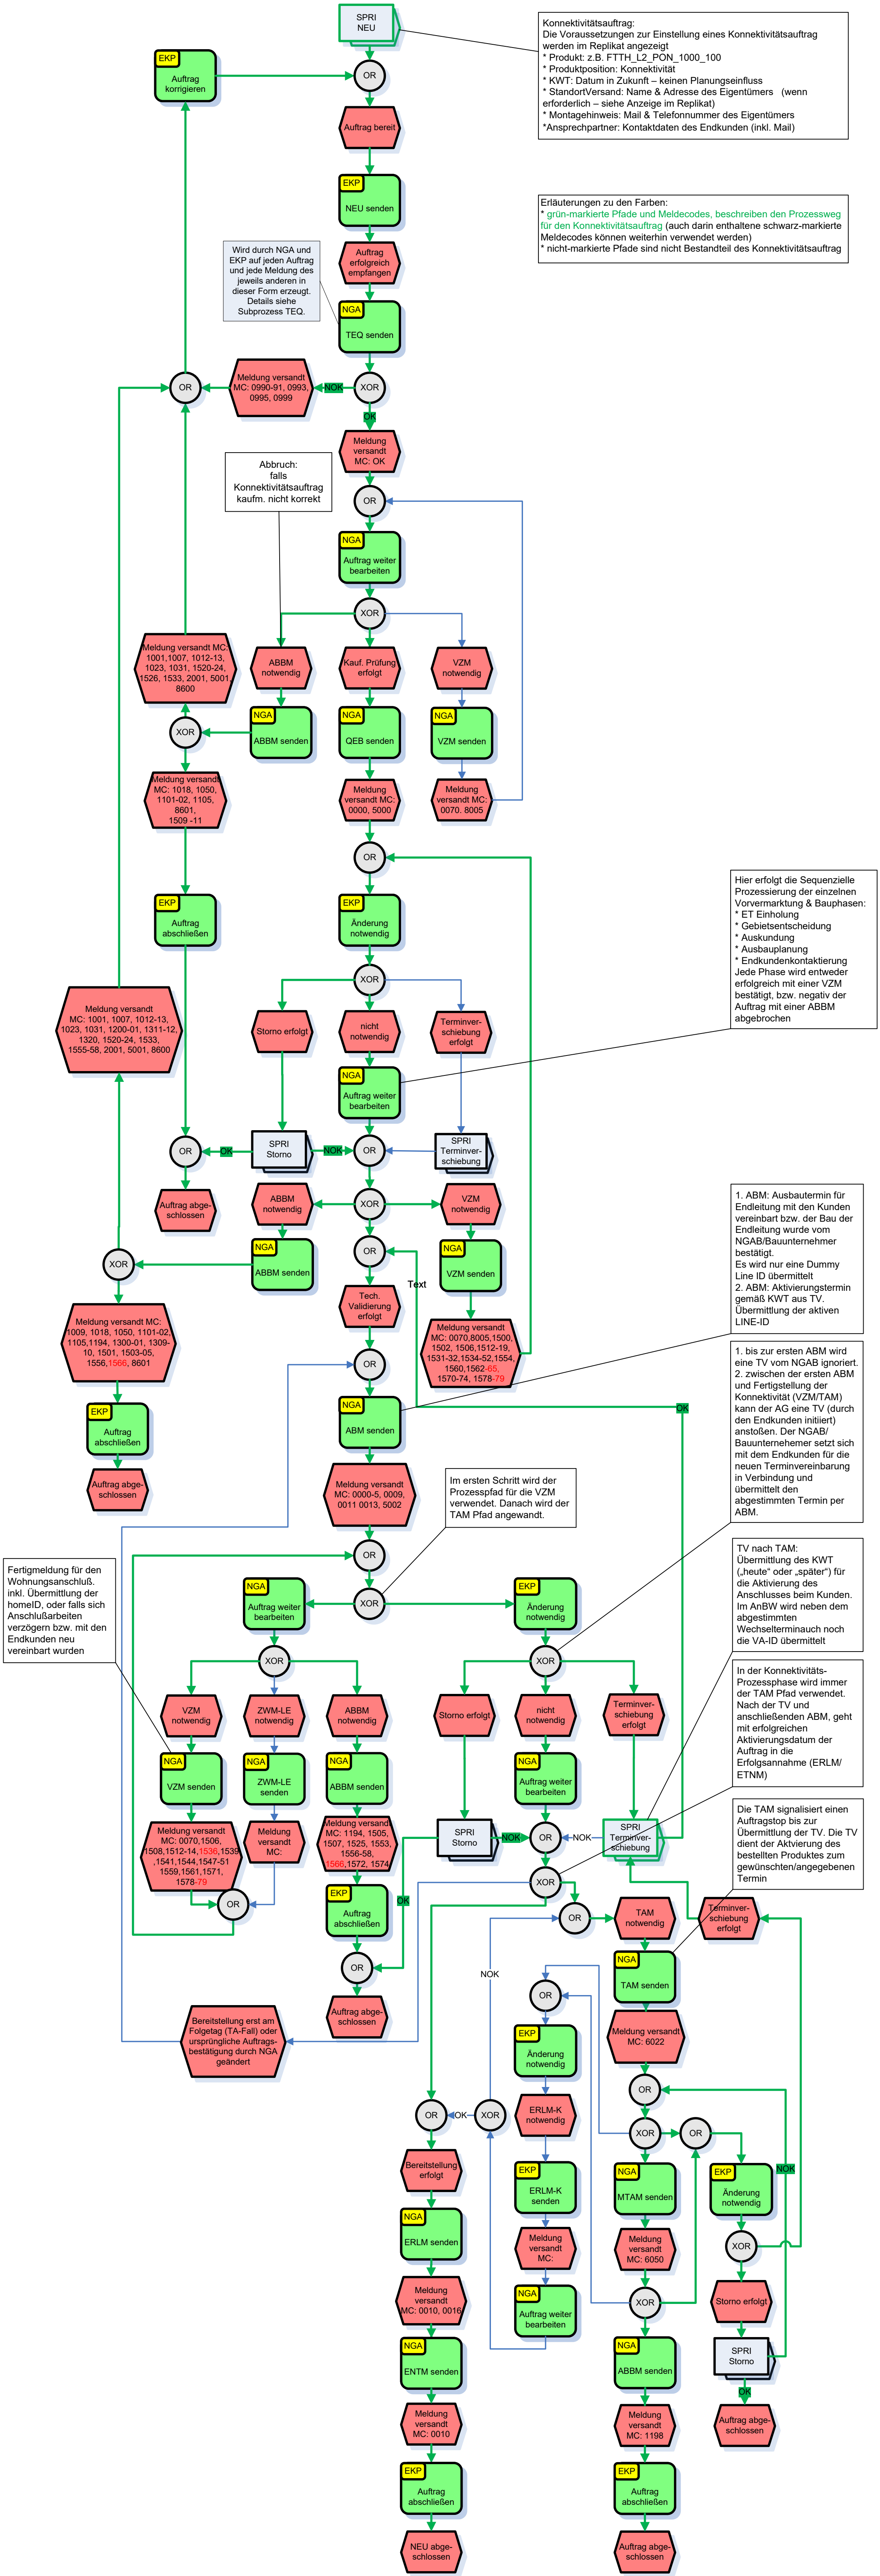 SPRI
NEU
Konnektivitätsauftrag:
Die Voraussetzungen zur Einstellung eines Konnektivitätsauftrag
werden im Replikat angezeigt
* Produkt: z.B. FTTH_L2_PON_1000_100
* Produktposition: Konnektivität
* KWT: Datum in Zukunft – keinen Planungseinfluss
* StandortVersand: Name & Adresse des Eigentümers (wenn
erforderlich – siehe Anzeige im Replikat)
* Montagehinweis: Mail & Telefonnummer des Eigentümers
*Ansprechpartner: Kontaktdaten des Endkunden (inkl. Mail)
EKP
Auftrag
korrigieren
OR
Auftrag bereit
EKP
NEU senden
Erläuterungen zu den Farben:
* grün-markierte Pfade und Meldecodes, beschreiben den Prozessweg
für den Konnektivitätsauftrag (auch darin enthaltene schwarz-markierte
Meldecodes können weiterhin verwendet werden)
* nicht-markierte Pfade sind nicht Bestandteil des Konnektivitätsauftrag
Wird durch NGA und
EKP auf jeden Auftrag
und jede Meldung des
jeweils anderen in
dieser Form erzeugt.
Details siehe
Subprozess TEQ.
Auftrag
erfolgreich
empfangen
NGA
TEQ senden
OR
Meldung versandt
MC: 0990-91, 0993,
0995, 0999
NOK
XOR
OK
Meldung
versandt
MC: OK
Abbruch:
falls
Konnektivitätsauftrag
kaufm. nicht korrekt
OR
NGA
Auftrag weiter
bearbeiten
XOR
Meldung versandt MC:
1001,1007, 1012-13,
1023, 1031, 1520-24,
1526, 1533, 2001, 5001,
8600
ABBM
notwendig
Kauf. Prüfung
erfolgt
VZM
notwendig
XOR
NGA
ABBM senden
NGA
QEB senden
NGA
VZM senden
Meldung versandt
MC: 1018, 1050,
1101-02, 1105,
8601,
1509 -11
Meldung
versandt MC:
0000, 5000
Meldung
versandt MC:
0070. 8005
OR
EKP
Auftrag
abschließen
EKP
Änderung
notwendig
Hier erfolgt die Sequenzielle
Prozessierung der einzelnen
Vorvermarktung & Bauphasen:
* ET Einholung
* Gebietsentscheidung
* Auskundung
* Ausbauplanung
* Endkundenkontaktierung
Jede Phase wird entweder
erfolgreich mit einer VZM
bestätigt, bzw. negativ der
Auftrag mit einer ABBM
abgebrochen
XOR
Meldung versandt
MC: 1001, 1007, 1012-13,
1023, 1031, 1200-01, 1311-12,
1320, 1520-24, 1533,
1555-58, 2001, 5001, 8600
Storno erfolgt
nicht
notwendig
Terminver-
schiebung
erfolgt
NGA
Auftrag weiter
bearbeiten
OR
OK
SPRI
Storno
NOK
OR
SPRI
Terminver-
schiebung
Auftrag abge-
schlossen
ABBM
notwendig
XOR
VZM
notwendig
1. ABM: Ausbautermin für
Endleitung mit den Kunden
vereinbart bzw. der Bau der
Endleitung wurde vom
NGAB/Bauunternehmer
bestätigt.
Es wird nur eine Dummy
Line ID übermittelt
2. ABM: Aktivierungstermin
gemäß KWT aus TV.
Übermittlung der aktiven
LINE-ID
XOR
NGA
ABBM senden
OR
NGA
VZM senden
Text
Tech.
Validierung
erfolgt
Meldung versandt MC:
1009, 1018, 1050, 1101-02,
1105,1194, 1300-01, 1309-
10, 1501, 1503-05,
1556,1566, 8601
OR
Meldung versandt
MC: 0070,8005,1500,
1502, 1506,1512-19,
1531-32,1534-52,1554,
1560,1562-65,
1570-74, 1578-79
1. bis zur ersten ABM wird
eine TV vom NGAB ignoriert.
2. zwischen der ersten ABM
und Fertigstellung der
Konnektivität (VZM/TAM)
kann der AG eine TV (durch
den Endkunden initiiert)
anstoßen. Der NGAB/
Bauunternehemer setzt sich
mit dem Endkunden für die
neuen Terminvereinbarung
in Verbindung und
übermittelt den
abgestimmten Termin per
ABM.
EKP
Auftrag
abschließen
NGA
ABM senden
OK
Auftrag abge-
schlossen
Meldung versandt
MC: 0000-5, 0009,
0011 0013, 5002
Im ersten Schritt wird der
Prozesspfad für die VZM
verwendet. Danach wird der
TAM Pfad angewandt.
OR
Fertigmeldung für den
Wohnungsanschluß.
inkl. Übermittlung der
homeID, oder falls sich
Anschlußarbeiten
verzögern bzw. mit den
Endkunden neu
vereinbart wurden
NGA
Auftrag weiter
bearbeiten
XOR
EKP
Änderung
notwendig
TV nach TAM:
Übermittlung des KWT
(„heute“ oder „später“) für
die Aktivierung des
Anschlusses beim Kunden.
Im AnBW wird neben dem
abgestimmten
Wechselterminauch noch
die VA-ID übermittelt
XOR
XOR
VZM
notwendig
ZWM-LE
notwendig
ABBM
notwendig
Storno erfolgt
nicht
notwendig
Terminver-
schiebung
erfolgt
In der Konnektivitäts-
Prozessphase wird immer
der TAM Pfad verwendet.
Nach der TV und
anschließenden ABM, geht
mit erfolgreichen
Aktivierungsdatum der
Auftrag in die
Erfolgsannahme (ERLM/
ETNM)
NGA
VZM senden
NGA
ZWM-LE
senden
NGA
ABBM senden
NGA
Auftrag weiter
bearbeiten
Meldung versandt
MC: 0070,1506,
1508,1512-14,1536,1539
,1541,1544,1547-51
1559,1561,1571,
1578-79
Meldung
versandt
MC:
Meldung versandt
MC: 1194, 1505,
1507, 1525, 1553,
1556-58,
1566,1572, 1574
SPRI
Storno
NOK
OR
NOK
SPRI
Terminver-
schiebung
Die TAM signalisiert einen
Auftragstop bis zur
Übermittlung der TV. Die TV
dient der Aktvierung des
bestellten Produktes zum
gewünschten/angegebenen
Termin
XOR
OR
EKP
Auftrag
abschließen
OK
OR
TAM
notwendig
Terminver-
schiebung
erfolgt
OR
NOK
NGA
TAM senden
OR
Auftrag abge-
schlossen
Bereitstellung erst am
Folgetag (TA-Fall) oder
ursprüngliche Auftrags-
bestätigung durch NGA
geändert
EKP
Änderung
notwendig
Meldung versandt
MC: 6022
OR
OR
OK
XOR
ERLM-K
notwendig
XOR
OR
NOK
Bereitstellung
erfolgt
EKP
ERLM-K
senden
NGA
MTAM senden
EKP
Änderung
notwendig
NGA
ERLM senden
Meldung
versandt
MC:
Meldung
versandt
MC: 6050
XOR
Meldung
versandt
MC: 0010, 0016
NGA
Auftrag weiter
bearbeiten
XOR
Storno erfolgt
NGA
ENTM senden
NGA
ABBM senden
SPRI
Storno
OK
Meldung
versandt
MC: 0010
Meldung
versandt
MC: 1198
Auftrag abge-
schlossen
EKP
Auftrag
abschließen
EKP
Auftrag
abschließen
NEU abge-
schlossen
Auftrag abge-
schlossen